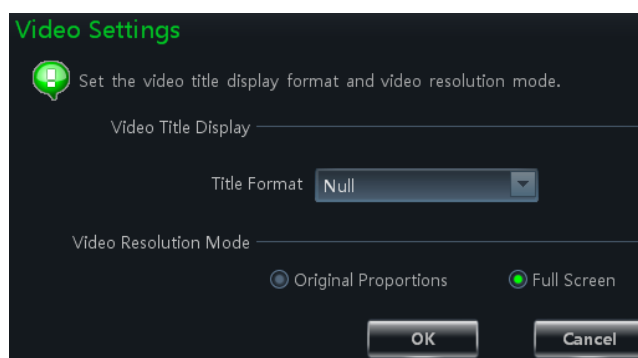 Video Settings
Set the video title display format and video resolution mode.
Video Title Display
Title Format Null
Video Resolution Mode
Original Proportions Full Screen
OK Cancel